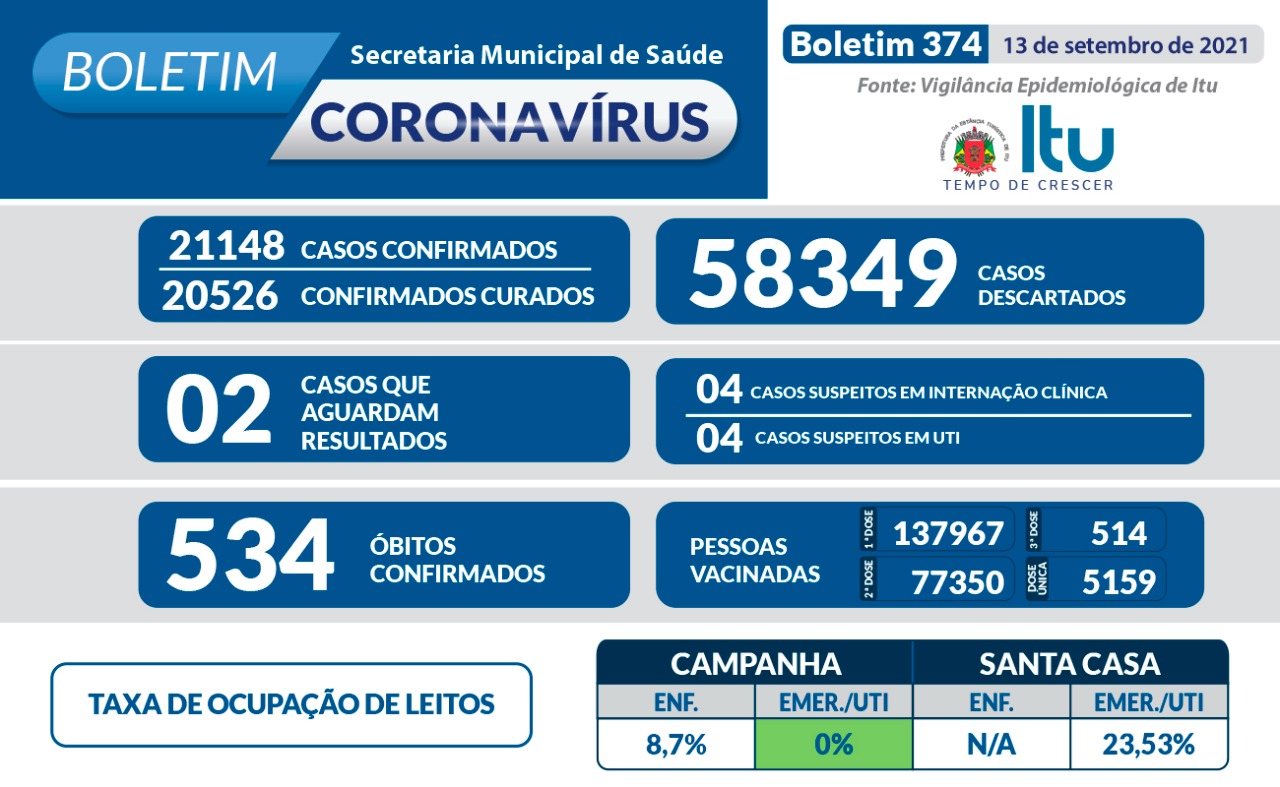 BOLETIM
Secretaria Municipal de Saúde
CORONAVÍRUS
Boletim 374
13 de setembro de 2021
Fonte: Vigilância Epidemiológica de Itu
PREFEITURA DA ESTÂNCIA TURÍSTICA DE ITU
Itu
TEMPO DE CRESCER
21148 CASOS CONFIRMADOS
20526 CONFIRMADOS CURADOS
58349 CASOS
DESCARTADOS
02 CASOS QUE
AGUARDAM
RESULTADOS
04 CASOS SUSPEITOS EM INTERNAÇÃO CLÍNICA
04 CASOS SUSPEITOS EM UTI
534 ÓBITOS
CONFIRMADOS
PESSOAS
VACINADAS
1ª DOSE 137967
3ª DOSE 514
2ª DOSE 77350
DOSE
ÚNICA 5159
TAXA DE OCUPAÇÃO DE LEITOS
CAMPANHA SANTA CASA
ENF. EMER./UTI ENF. EMER./UTI
8,7% 0% N/A 23,53%